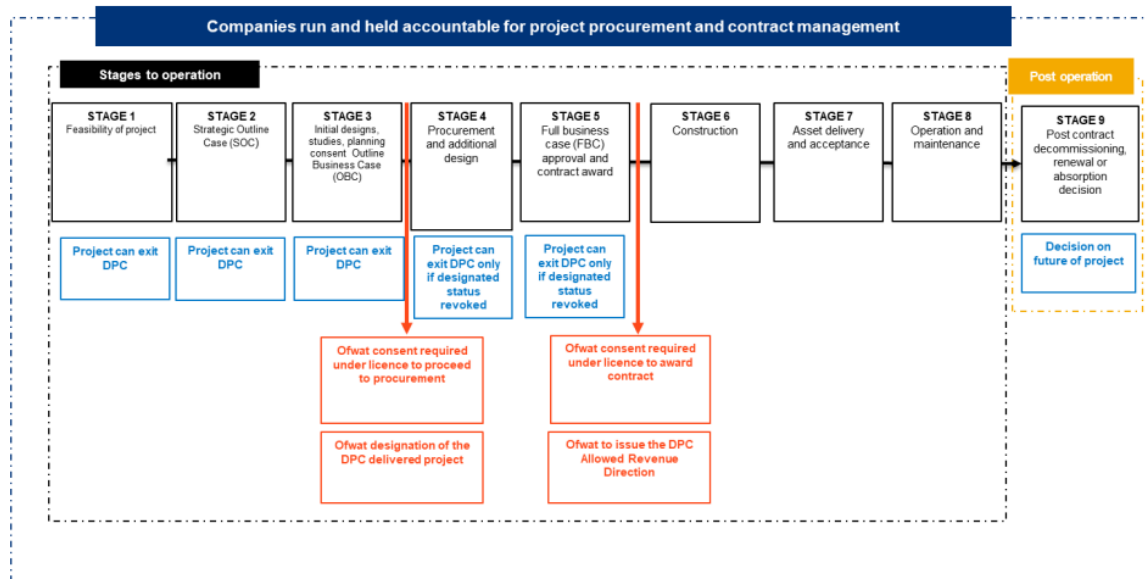 Companies run and held accountable for project procurement and contract management
Stages to operation
Post operation
STAGE 1
Feasibility of project
STAGE 2
Strategic Outline
Case (SOC)
STAGE 3
Initial designs,
studies, planning
consent Outline
Business Case
(OBC)
STAGE 4
Procurement
and additional
design
STAGE 5
Full business
case (FBC)
approval and
contract award
STAGE 6
Construction
STAGE 7
Asset delivery
and acceptance
STAGE 8
Operation and
maintenance
STAGE 9
Post contract
decommissioning,
renewal or
absorption
decision
Project can exit
DPC
Project can exit
DPC
Project can exit
DPC
Project can
exit DPC only
if designated
status
revoked
Project can
exit DPC only
if designated
status
revoked
Decision on
future of project
Ofwat consent required
under licence to proceed
to procurement
Ofwat consent required
under licence to award
contract
Ofwat designation of the
DPC delivered project
Ofwat to issue the DPC
Allowed Revenue
Direction